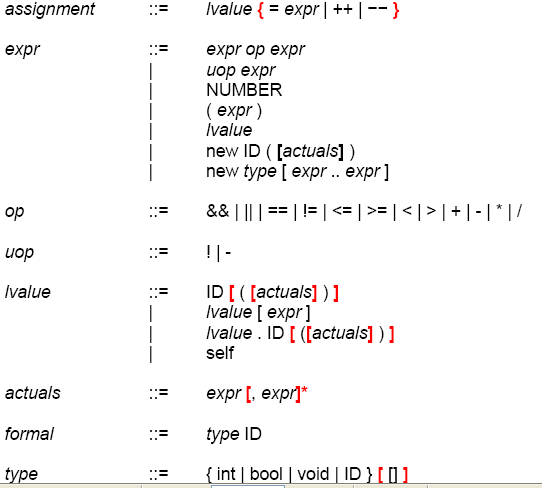 assignment ::= lvalue { = expr | ++ | −− }
expr ::= expr op expr
| uop expr
| NUMBER
| ( expr )
| lvalue
| new ID ( [actuals] )
| new type [ expr .. expr ]
op ::= && | || | == | != | <= | >= | < | > | + | - | * | /
uop ::= ! | -
lvalue ::= ID [ ( [actuals] ) ]
| lvalue [ expr ]
| lvalue . ID [ ([actuals] ) ]
| self
actuals ::= expr [, expr]*
formal ::= type ID
type ::= { int | bool | void | ID } [ [] ]